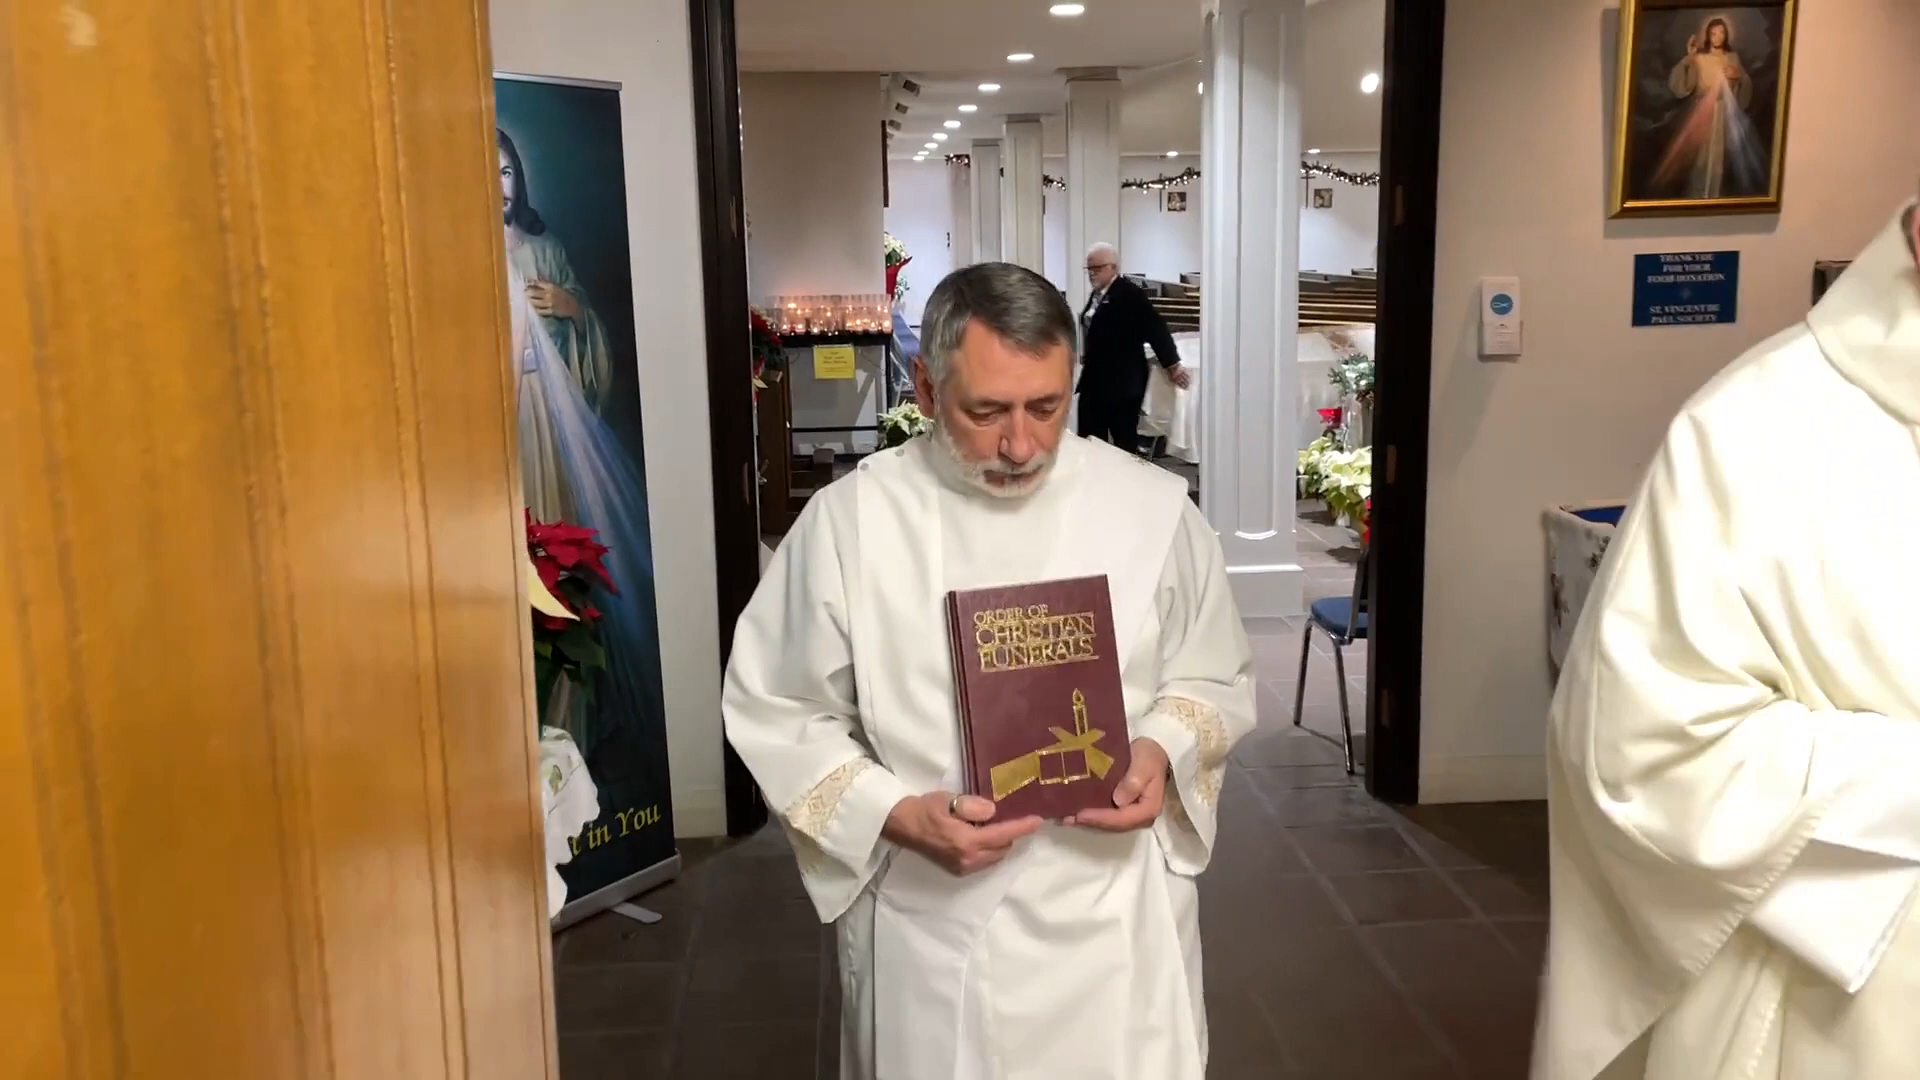 t in You
ORDER OF
CHRISTIAN
FUNERALS
THANK YOU
FOR YOUR
FOOD DONATION
ST. VINCENT DE
PAUL SOCIETY